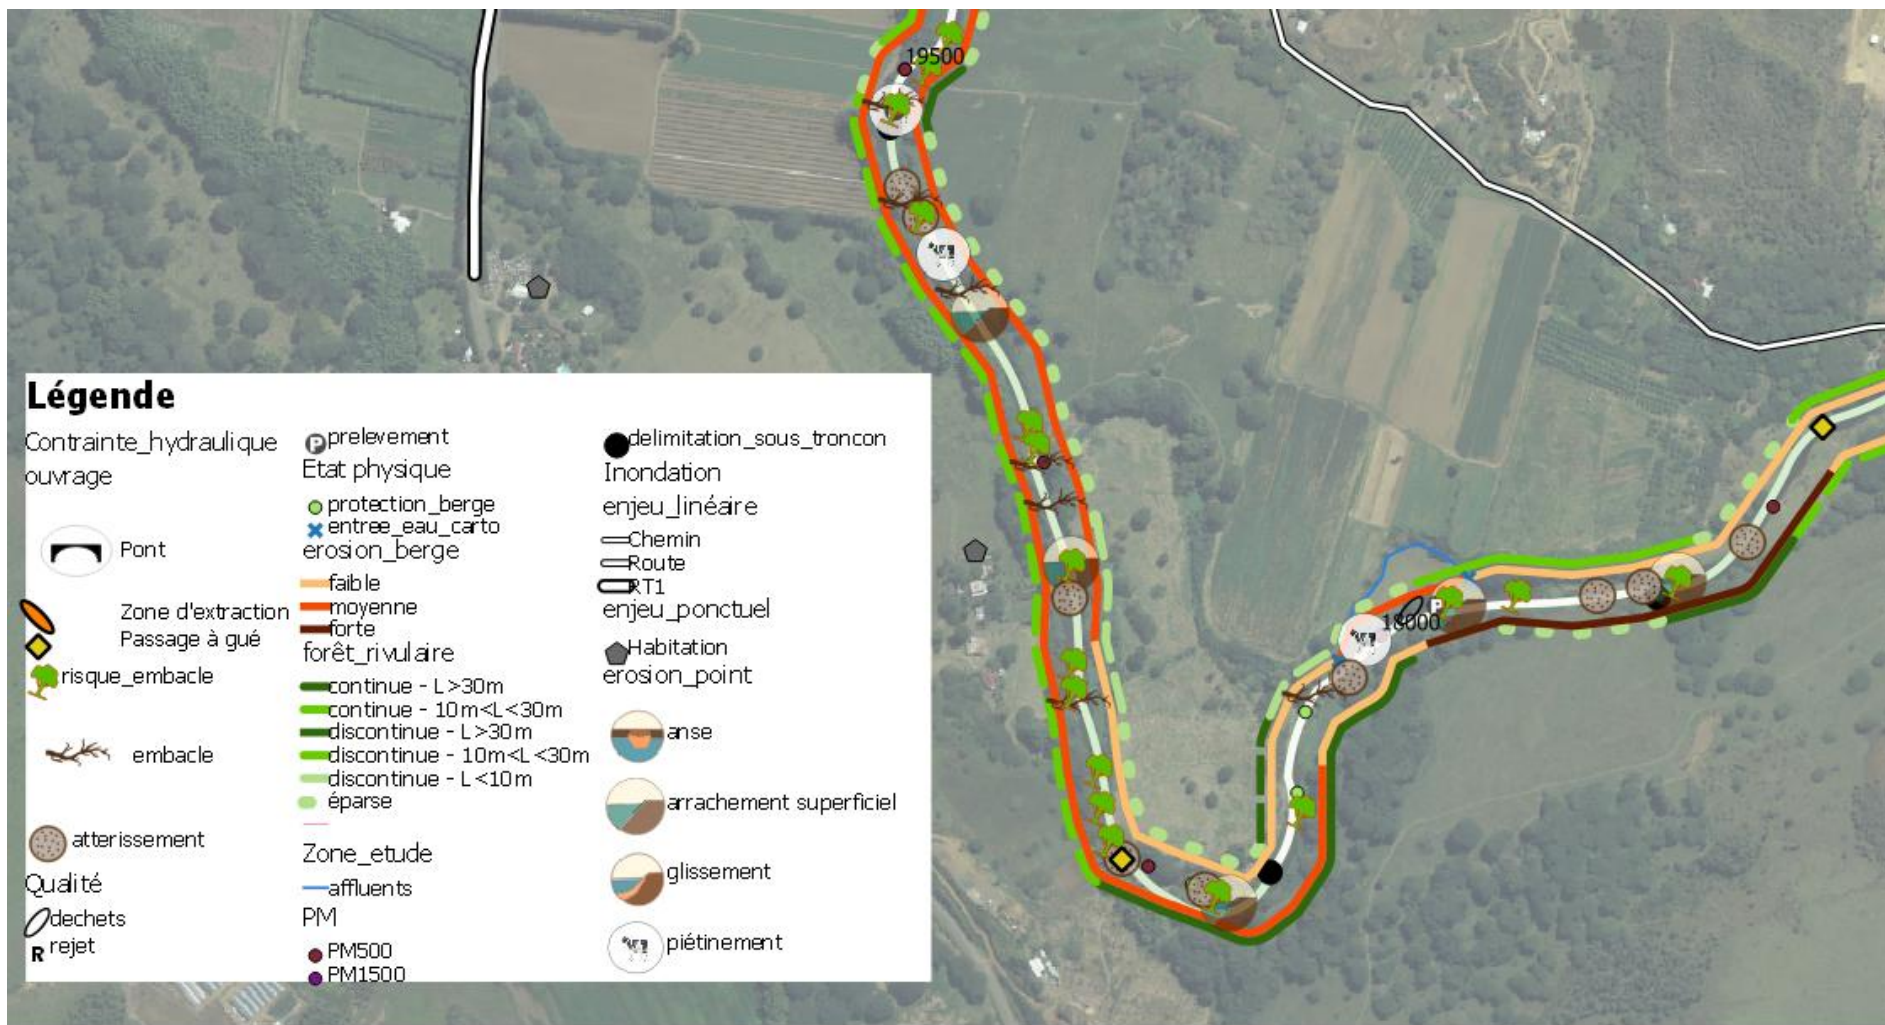 19500
18000
P
Légende
Contrainte_hydraulique
ouvrage
Pont
Zone d'extraction
Passage à gué
risque_embacle
embacle
atterissement
Qualité
dechets
R rejet
P prelevement
Etat physique
protection_berge
entree_eau_carto
erosion_berge
faible
moyenne
forte
forêt_rivulaire
continue - L>30m
continue - 10m<L<30m
discontinue - L>30m
discontinue - 10m<L<30m
discontinue - L<10m
éparse
Zone_etude
affluents
PM
PM500
PM1500
delimitation_sous_troncon
Inondation
enjeu_linéaire
Chemin
Route
RT1
enjeu_ponctuel
Habitation
erosion_point
anse
arrachement superficiel
glissement
piétinement